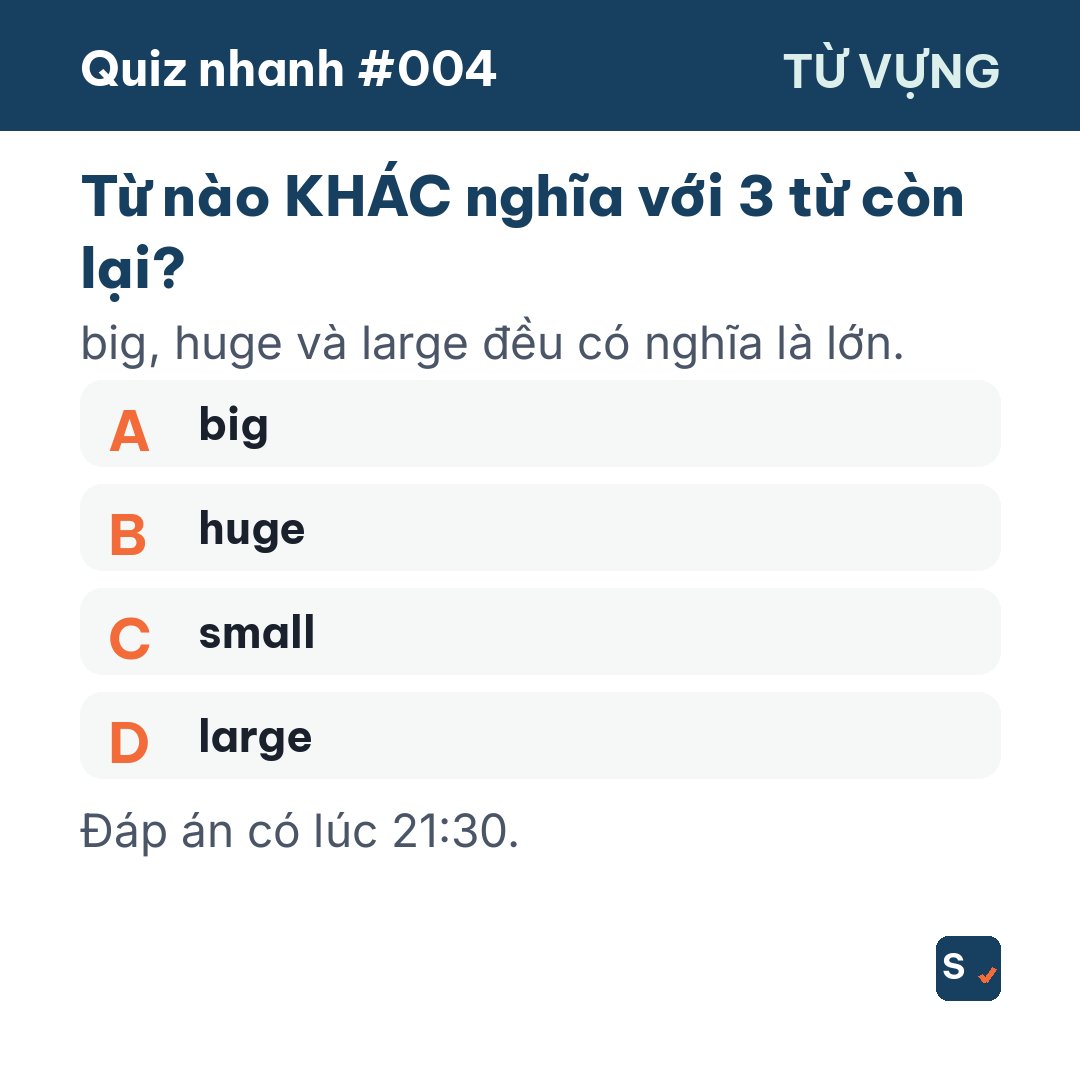 Quiz nhanh #004
TỪ VỰNG
Từ nào KHÁC nghĩa với 3 từ còn
lại?
big, huge và large đều có nghĩa là lớn.
A big
B huge
C small
D large
Đáp án có lúc 21:30.
S